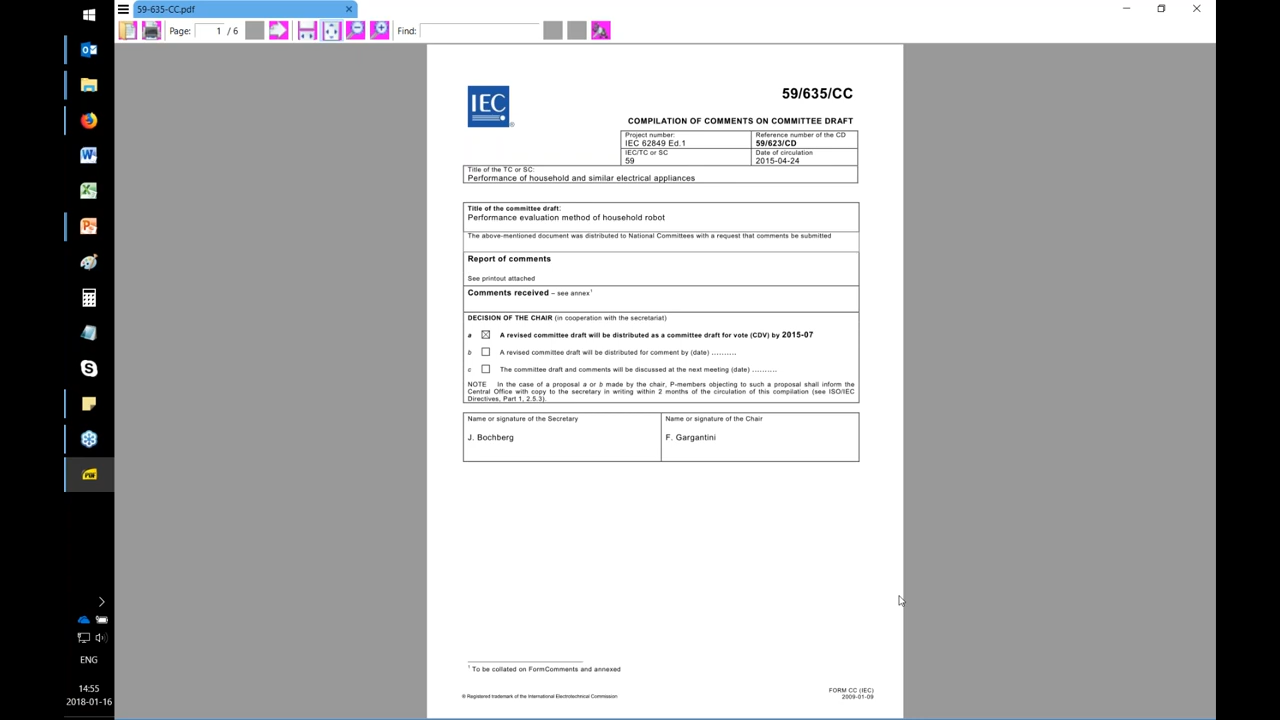 59-635-CC.pdf
Page: 1 / 6 Find:
IEC ®
59/635/CC
COMPILATION OF COMMENTS ON COMMITTEE DRAFT
Project number:
IEC 62849 Ed.1
Reference number of the CD
59/623/CD
IEC/TC or SC
59
Date of circulation
2015-04-24
Title of the TC or SC:
Performance of household and similar electrical appliances
Title of the committee draft:
Performance evaluation method of household robot
The above-mentioned document was distributed to National Committees with a request that comments be submitted
Report of comments
See printout attached
Comments received – see annex¹
DECISION OF THE CHAIR (in cooperation with the secretariat)
a ☒ A revised committee draft will be distributed as a committee draft for vote (CDV) by 2015-07
b ☐ A revised committee draft will be distributed for comment by (date) ..........
c ☐ The committee draft and comments will be discussed at the next meeting (date) ..........
NOTE In the case of a proposal a or b made by the chair, P-members objecting to such a proposal shall inform the
Central Office with copy to the secretary in writing within 2 months of the circulation of this compilation (see ISO/IEC
Directives, Part 1, 2.5.3).
Name or signature of the Secretary
J. Bochberg
Name or signature of the Chair
F. Gargantini
¹ To be collated on FormComments and annexed
® Registered trademark of the International Electrotechnical Commission
FORM CC (IEC)
2009-01-09
ENG
14:55
2018-01-16